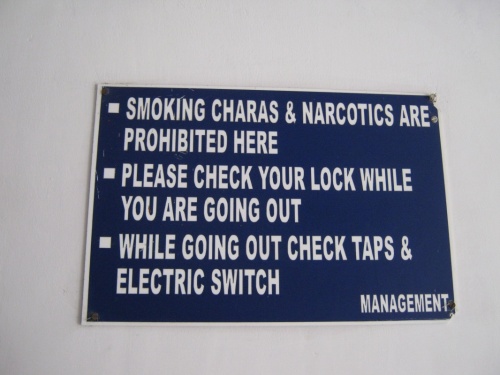 SMOKING CHARAS & NARCOTICS ARE
PROHIBITED HERE
PLEASE CHECK YOUR LOCK WHILE
YOU ARE GOING OUT
WHILE GOING OUT CHECK TAPS &
ELECTRIC SWITCH
MANAGEMENT